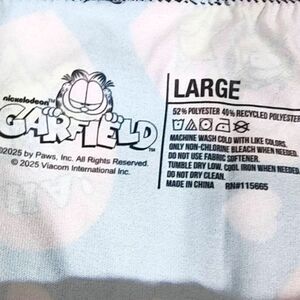 nickelodeon
GARFIELD
©2025 by Paws, Inc. All Rights Reserved.
© 2025 Viacom International Inc.
LARGE
52% POLYESTER 40% RECYCLED POLYESTER
MACHINE WASH COLD WITH LIKE COLORS.
ONLY NON-CHLORINE BLEACH WHEN NEEDED.
DO NOT USE FABRIC SOFTENER.
TUMBLE DRY LOW, COOL IRON WHEN NEEDED.
DO NOT DRY CLEAN.
MADE IN CHINA RN#115665